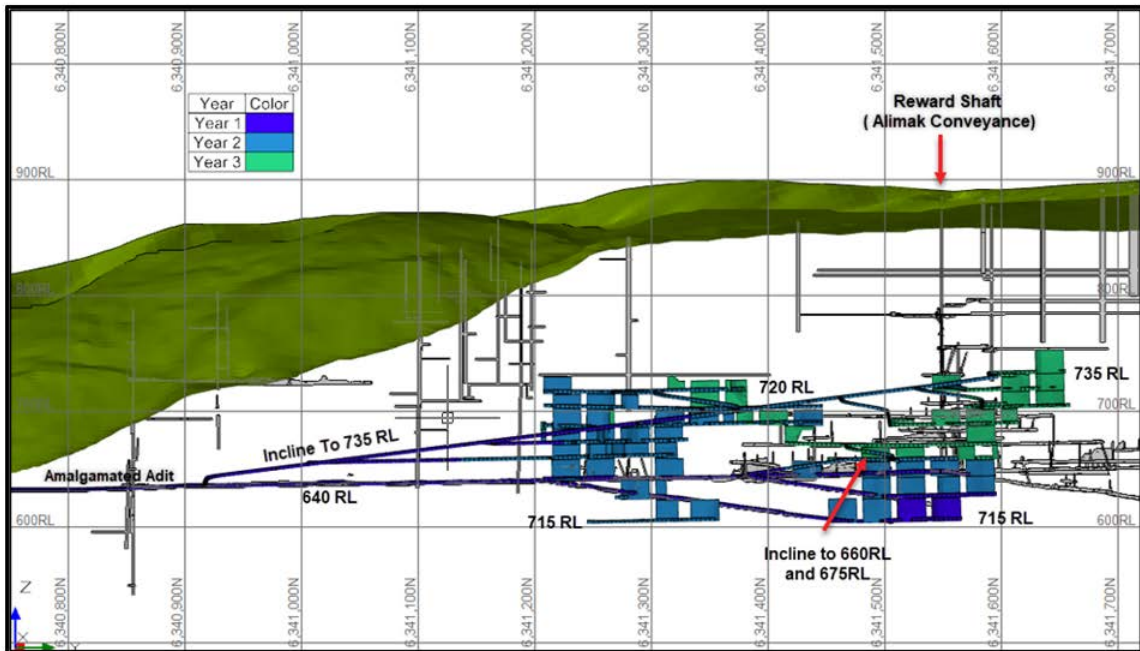 6,340,800N
6,340,900N
6,341,000N
6,341,100N
6,341,200N
6,341,300N
6,341,400N
6,341,500N
6,341,600N
6,341,700N
Year Color
Year 1
Year 2
Year 3
Reward Shaft
( Alimak Conveyance)
900RL
900RL
800RL
800RL
720 RL
735 RL
700RL
Incline To 735 RL
Amalgamated Adit
640 RL
715 RL
715 RL
600RL
600RL
Incline to 660RL
and 675RL
Z
X
6,340,800N
6,340,900N
6,341,000N
6,341,100N
6,341,200N
6,341,300N
6,341,400N
6,341,500N
6,341,600N
6,341,700N